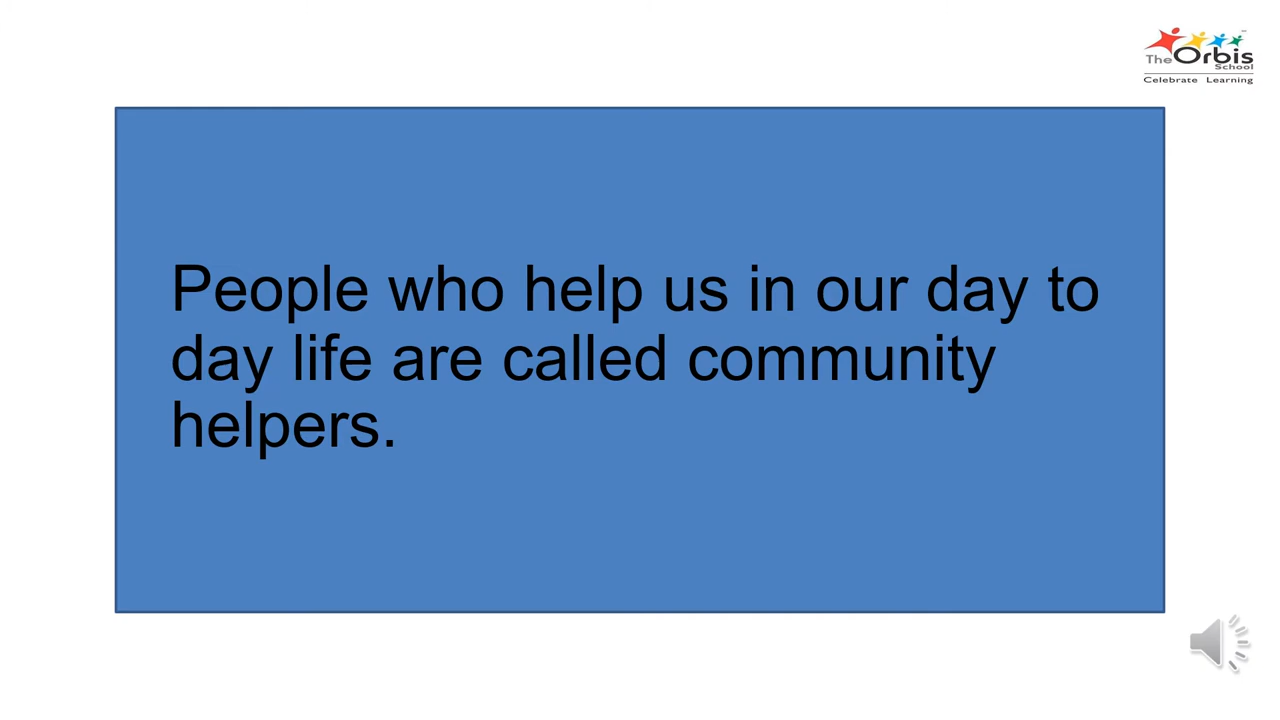 The Orbis
School
Celebrate Learning
People who help us in our day to
day life are called community
helpers.